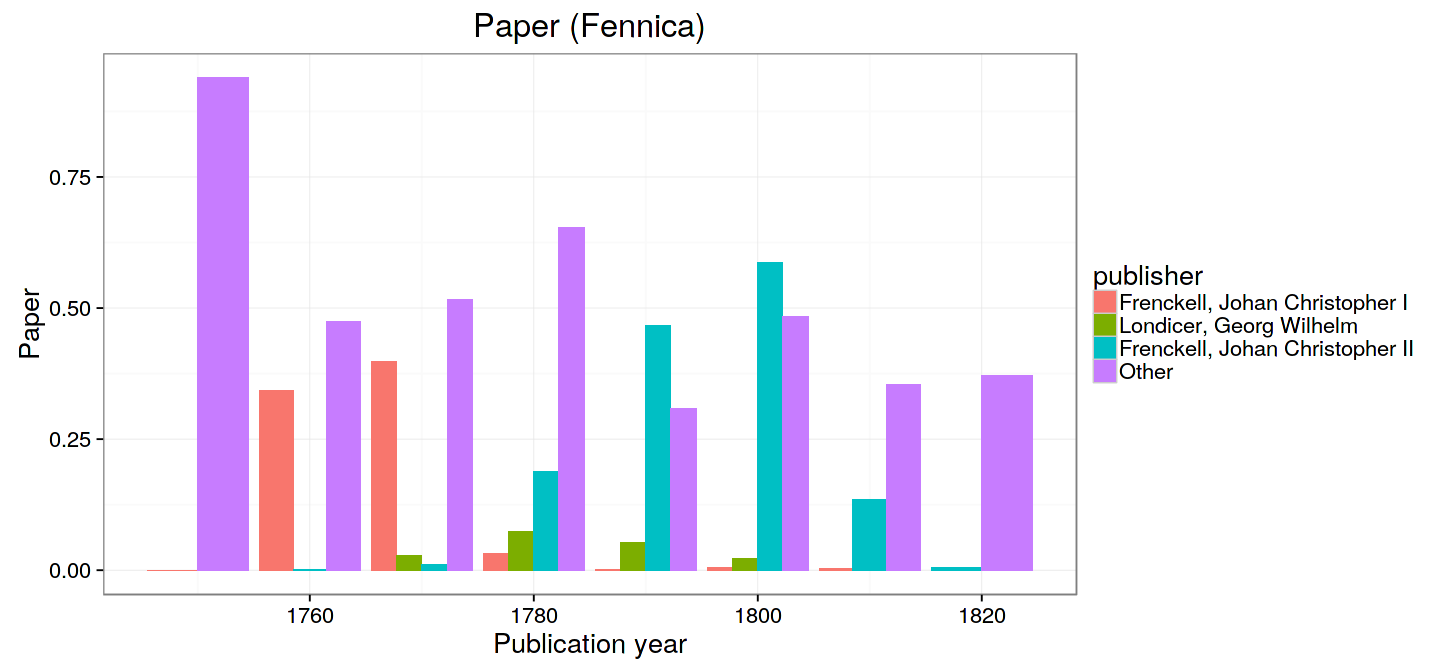 Paper (Fennica)
Paper
0.75
0.50
0.25
0.00
1760
1780
1800
1820
Publication year
publisher
Frenckell, Johan Christopher I
Londicer, Georg Wilhelm
Frenckell, Johan Christopher II
Other